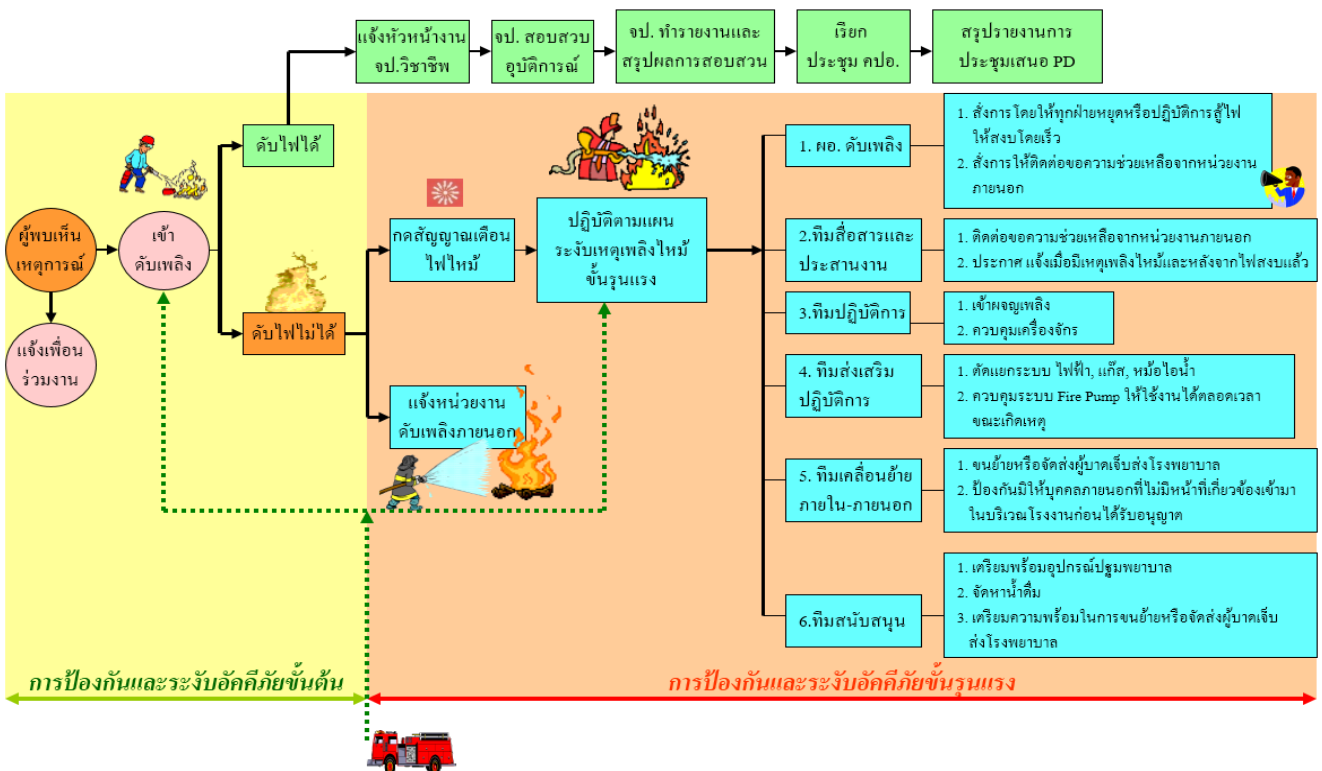 แจ้งหัวหน้างาน
จป.วิชาชีพ
จป. สอบสวบ
อุบัติการณ์
จป. ทำรายงานและ
สรุปผลการสอบสวน
เรียก
ประชุม คปอ.
สรุปรายงานการ
ประชุมเสนอ PD
ผู้พบเห็น
เหตุการณ์
แจ้งเพื่อน
ร่วมงาน
เข้า
ดับเพลิง
ดับไฟได้
ดับไฟไม่ได้
กดสัญญาณเตือน
ไฟไหม้
แจ้งหน่วยงาน
ดับเพลิงภายนอก
ปฏิบัติตามแผน
ระงับเหตุเพลิงไหม้
ขั้นรุนแรง
1. ผอ. ดับเพลิง
1. สั่งการโดยให้ทุกฝ่ายหยุดหรือปฏิบัติการสู้ไฟ
ให้สงบโดยเร็ว
2. สั่งการให้ติดต่อขอความช่วยเหลือจากหน่วยงาน
ภายนอก
2.ทีมสื่อสารและ
ประสานงาน
1. ติดต่อขอความช่วยเหลือจากหน่วยงานภายนอก
2. ประกาศ แจ้งเมื่อมีเหตุเพลิงไหม้และหลังจากไฟสงบแล้ว
3.ทีมปฏิบัติการ
1. เข้าผจญเพลิง
2. ควบคุมเครื่องจักร
4. ทีมส่งเสริม
ปฏิบัติการ
1. ตัดแยกระบบ ไฟฟ้า, แก๊ส, หม้อไอน้ำ
2. ควบคุมระบบ Fire Pump ให้ใช้งานได้ตลอดเวลา
ขณะเกิดเหตุ
5. ทีมเคลื่อนย้าย
ภายใน-ภายนอก
1. ขนย้ายหรือจัดส่งผู้บาดเจ็บส่งโรงพยาบาล
2. ป้องกันมิให้บุคคลภายนอกที่ไม่มีหน้าที่เกี่ยวข้องเข้ามา
ในบริเวณโรงงานก่อนได้รับอนุญาต
6.ทีมสนับสนุน
1. เตรียมพร้อมอุปกรณ์ปฐมพยาบาล
2. จัดหาน้ำดื่ม
3. เตรียมความพร้อมในการขนย้ายหรือจัดส่งผู้บาดเจ็บ
ส่งโรงพยาบาล
การป้องกันและระงับอัคคีภัยขั้นต้น
การป้องกันและระงับอัคคีภัยขั้นรุนแรง